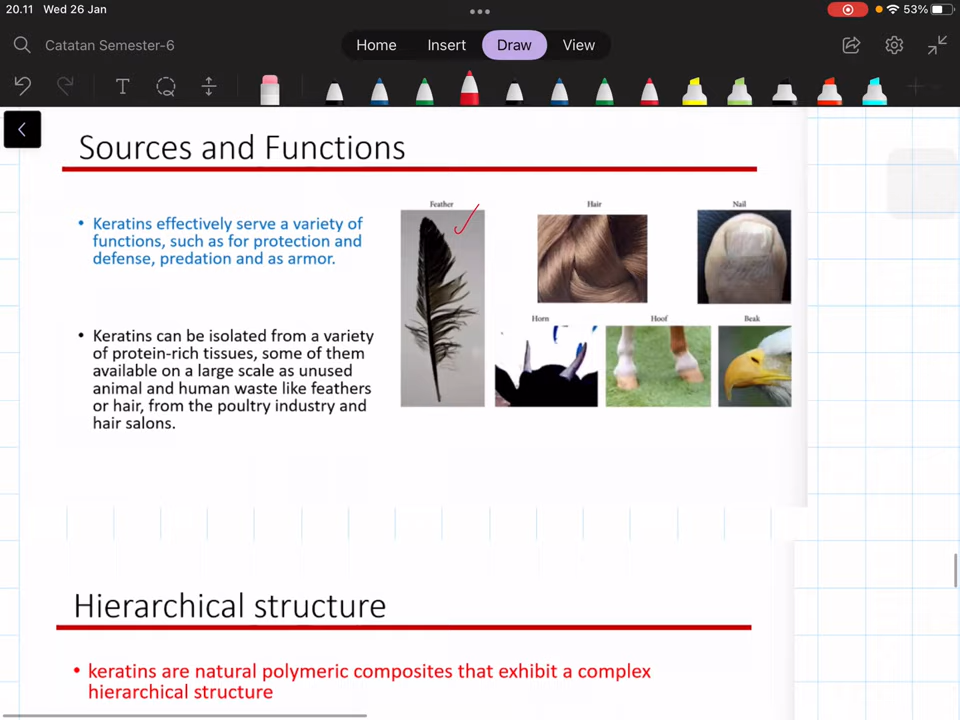 20.11 Wed 26 Jan
53%
Catatan Semester-6
Home Insert Draw View
T
Sources and Functions
• Keratins effectively serve a variety of
functions, such as for protection and
defense, predation and as armor.
• Keratins can be isolated from a variety
of protein-rich tissues, some of them
available on a large scale as unused
animal and human waste like feathers
or hair, from the poultry industry and
hair salons.
Feather
Hair
Nail
Horn
Hoof
Beak
Hierarchical structure
• keratins are natural polymeric composites that exhibit a complex
hierarchical structure